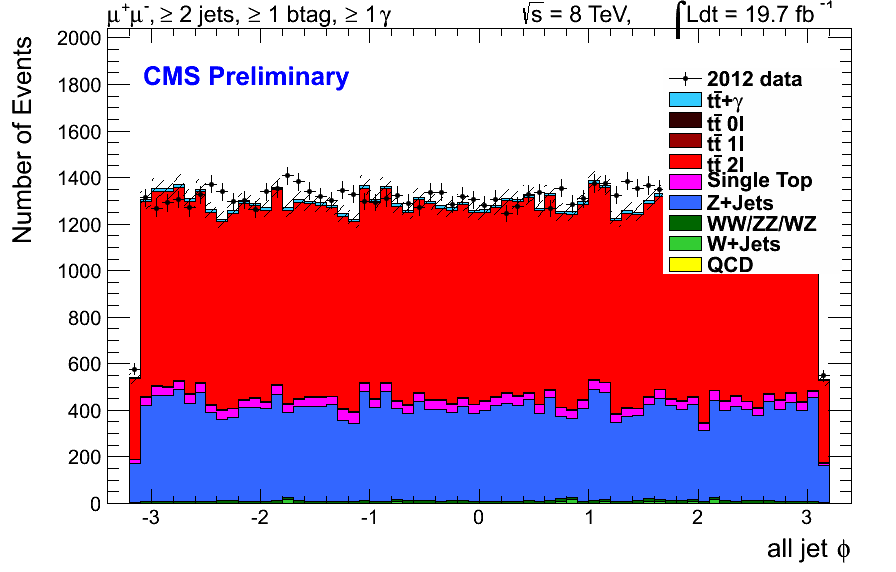 μ⁺μ⁻, ≥ 2 jets, ≥ 1 btag, ≥ 1 γ √s = 8 TeV, ∫Ldt = 19.7 fb⁻¹
CMS Preliminary
2012 data
tt̄+γ
tt̄ 0l
tt̄ 1l
tt̄ 2l
Single Top
Z+Jets
WW/ZZ/WZ
W+Jets
QCD
Number of Events
2000
1800
1600
1400
1200
1000
800
600
400
200
0
-3 -2 -1 0 1 2 3
all jet ϕ